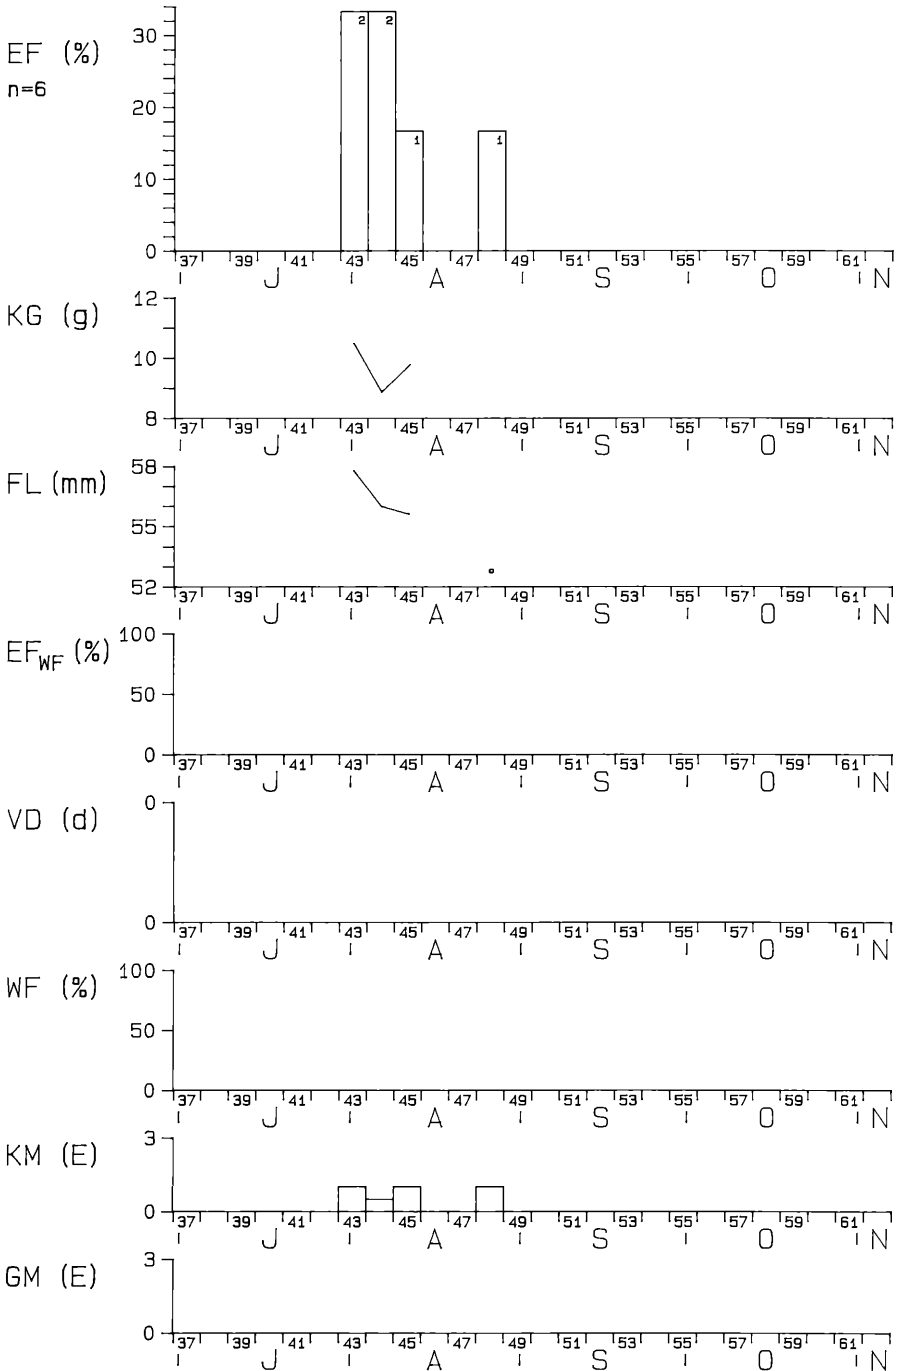 EF (%)
n=6
30
20
10
0
2 2 1 1
37 39 41 43 45 47 49 51 53 55 57 59 61
J A S O N
KG (g)
12
10
8
37 39 41 43 45 47 49 51 53 55 57 59 61
J A S O N
FL (mm)
58
55
52
37 39 41 43 45 47 49 51 53 55 57 59 61
J A S O N
EF WF (%)
100
50
0
37 39 41 43 45 47 49 51 53 55 57 59 61
J A S O N
VD (d)
0
0
37 39 41 43 45 47 49 51 53 55 57 59 61
J A S O N
WF (%)
100
50
0
37 39 41 43 45 47 49 51 53 55 57 59 61
J A S O N
KM (E)
3
0
37 39 41 43 45 47 49 51 53 55 57 59 61
J A S O N
GM (E)
3
0
37 39 41 43 45 47 49 51 53 55 57 59 61
J A S O N